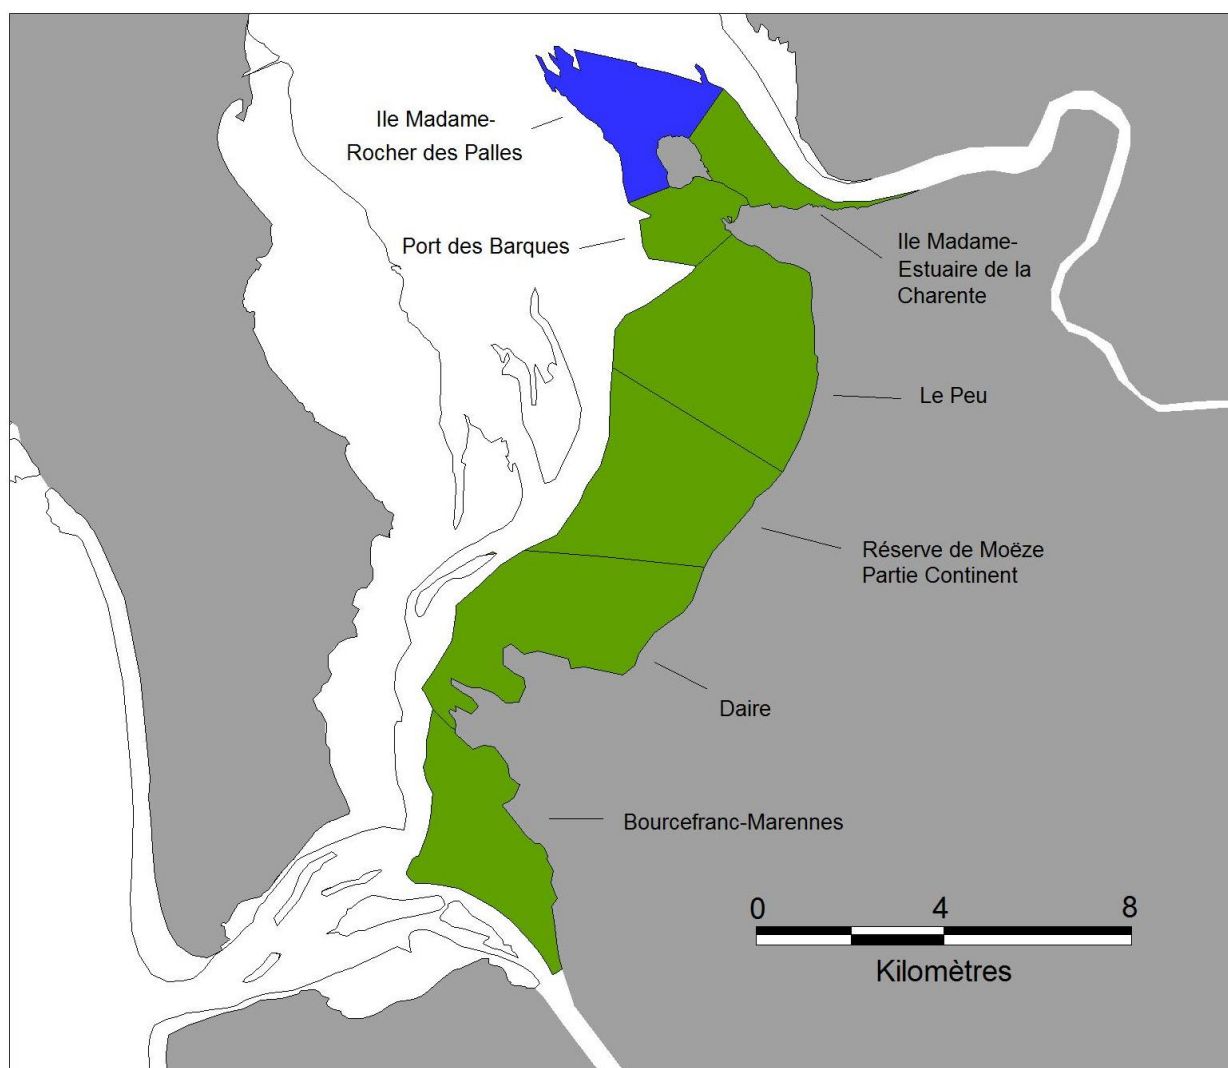 Ile Madame-
Rocher des Palles
Port des Barques
Ile Madame-
Estuaire de la
Charente
Le Peu
Réserve de Moëze
Partie Continent
Daire
Bourcefranc-Marennes
0 4 8
Kilomètres